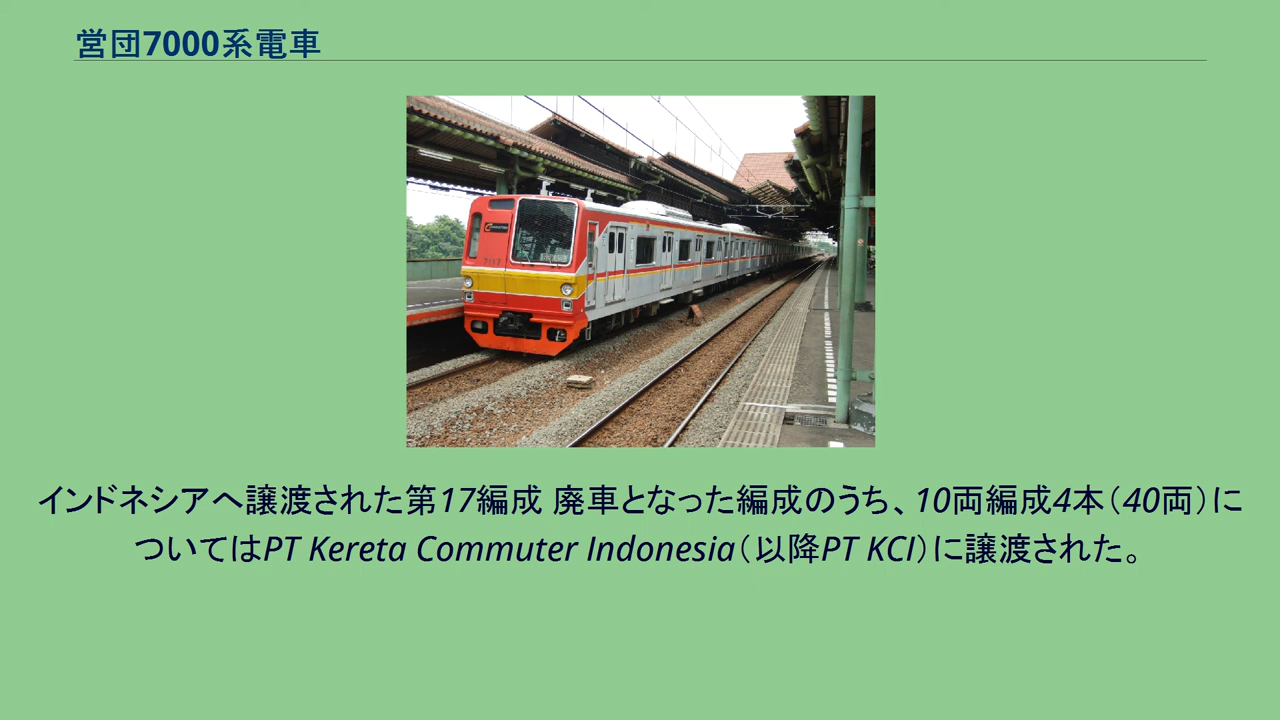 営団7000系電車
7117
インドネシアへ譲渡された第17編成 廃車となった編成のうち、10両編成4本（40両）に
ついてはPT Kereta Commuter Indonesia（以降PT KCI）に譲渡された。